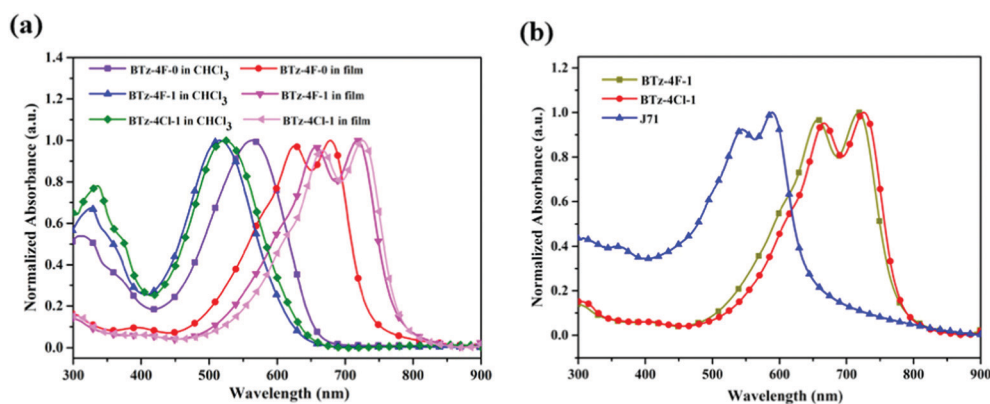 (a)
1.4
1.2
1.0
0.8
0.6
0.4
0.2
0.0
Normalized Absorbance (a.u.)
BTz-4F-0 in CHCl3
BTz-4F-1 in CHCl3
BTz-4Cl-1 in CHCl3
BTz-4F-0 in film
BTz-4F-1 in film
BTz-4Cl-1 in film
300 400 500 600 700 800 900
Wavelength (nm)
(b)
1.2
1.0
0.8
0.6
0.4
0.2
0.0
Normalized Absorbance (a.u.)
BTz-4F-1
BTz-4Cl-1
J71
300 400 500 600 700 800 900
Wavelength (nm)